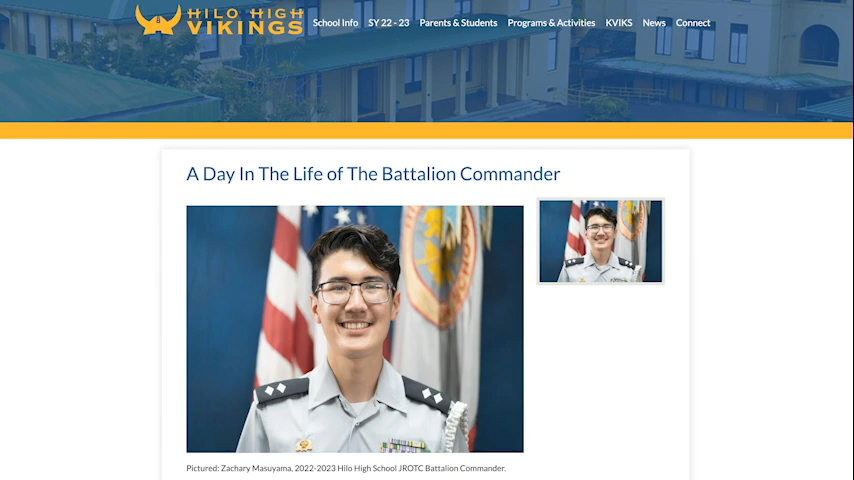 HILO HIGH
VIKINGS
School Info SY 22 - 23 Parents & Students Programs & Activities KVIKS News Connect
A Day In The Life of The Battalion Commander
Pictured: Zachary Masuyama, 2022-2023 Hilo High School JROTC Battalion Commander.